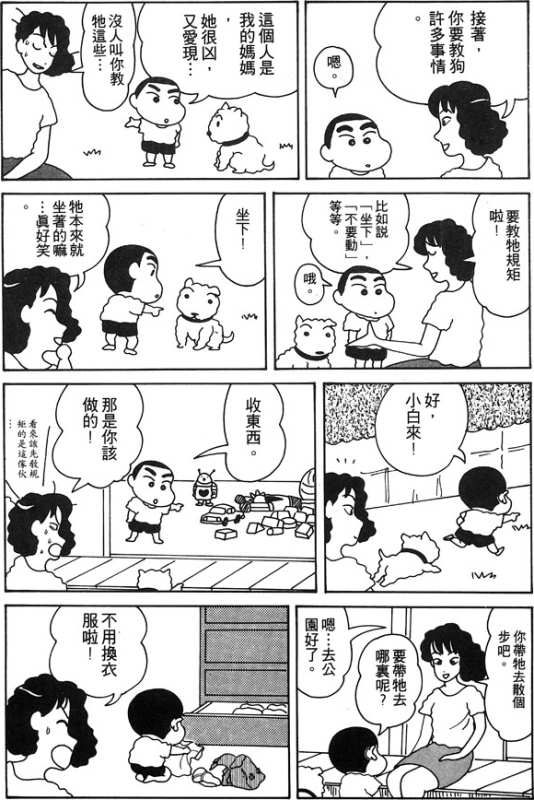 接著，
你要教狗
許多事情
嗯。
這個人是
我的媽媽
她很凶，
又愛現…
沒人叫你教
牠這些…
要教牠規矩
啦！
比如説
「坐下」，
「不要動」
等等。
哦。
坐下！
牠本來就
坐著的嘛
…真好笑
。
好，
小白來！
收東西。
那是你該
做的！
看來該先教規
矩的是這傢伙
…
你帶牠去散個
步吧。
要帶牠去
哪裏呢？
嗯…去公
園好了。
不用換衣
服啦！